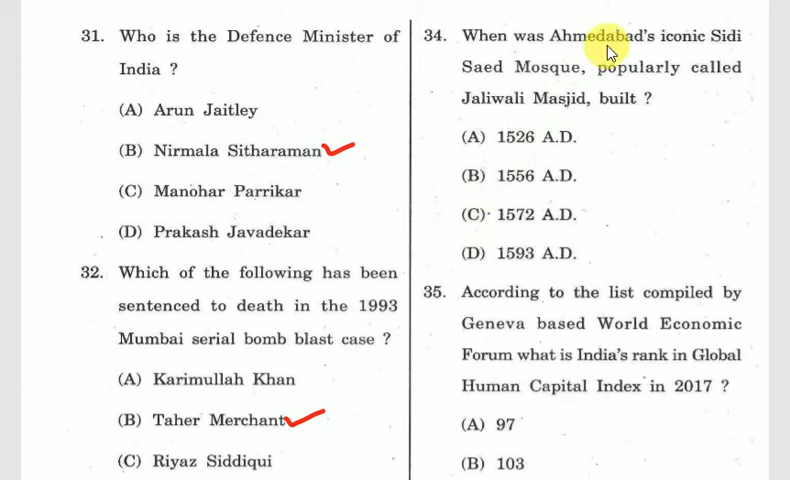 31. Who is the Defence Minister of
India ?
(A) Arun Jaitley
(B) Nirmala Sitharaman
(C) Manohar Parrikar
(D) Prakash Javadekar
32. Which of the following has been
sentenced to death in the 1993
Mumbai serial bomb blast case ?
(A) Karimullah Khan
(B) Taher Merchant
(C) Riyaz Siddiqui
34. When was Ahmedabad's iconic Sidi
Saed Mosque, popularly called
Jaliwali Masjid, built ?
(A) 1526 A.D.
(B) 1556 A.D.
(C) 1572 A.D.
(D) 1593 A.D.
35. According to the list compiled by
Geneva based World Economic
Forum what is India's rank in Global
Human Capital Index in 2017 ?
(A) 97
(B) 103